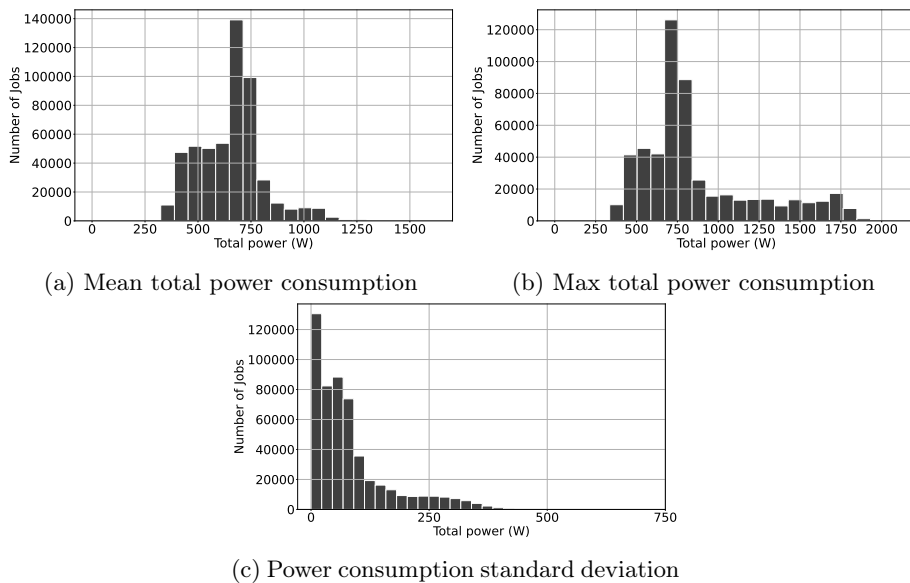 140000
120000
100000
80000
60000
40000
20000
0
Number of Jobs
0 250 500 750 1000 1250 1500
Total power (W)
(a) Mean total power consumption
120000
100000
80000
60000
40000
20000
0
Number of Jobs
0 250 500 750 1000 1250 1500 1750 2000
Total power (W)
(b) Max total power consumption
120000
100000
80000
60000
40000
20000
0
Number of Jobs
0 250 500 750
Total power (W)
(c) Power consumption standard deviation